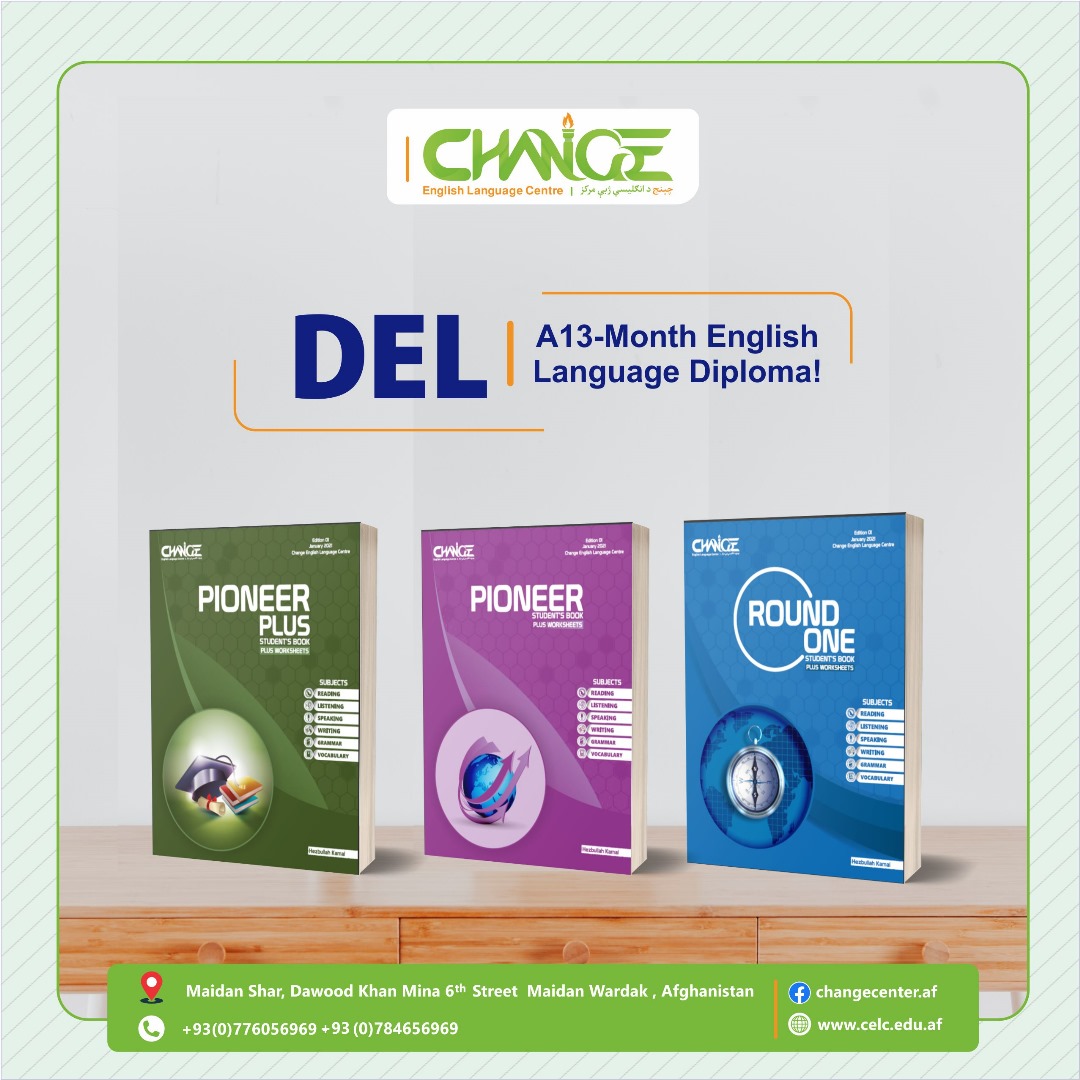 CHANGE
English Language Centre | چينج د انګليسي ژبې مرکز
DEL
A13-Month English
Language Diploma!
CHANGE
Edition 01
January 2021
Change English Language Centre
PIONEER
PLUS
STUDENT'S BOOK
PLUS WORKSHEETS
SUBJECTS
READING
LISTENING
SPEAKING
WRITING
GRAMMAR
VOCABULARY
Hezbullah Kamal
CHANGE
Edition 01
January 2021
Change English Language Centre
PIONEER
STUDENT'S BOOK
PLUS WORKSHEETS
SUBJECTS
READING
LISTENING
SPEAKING
WRITING
GRAMMAR
VOCABULARY
Hezbullah Kamal
CHANGE
Edition 01
January 2021
Change English Language Centre
ROUND
ONE
STUDENT'S BOOK
PLUS WORKSHEETS
SUBJECTS
READING
LISTENING
SPEAKING
WRITING
GRAMMAR
VOCABULARY
Hezbullah Kamal
Maidan Shar, Dawood Khan Mina 6th Street Maidan Wardak , Afghanistan
+93(0)776056969 +93 (0)784656969
changecenter.af
www.celc.edu.af